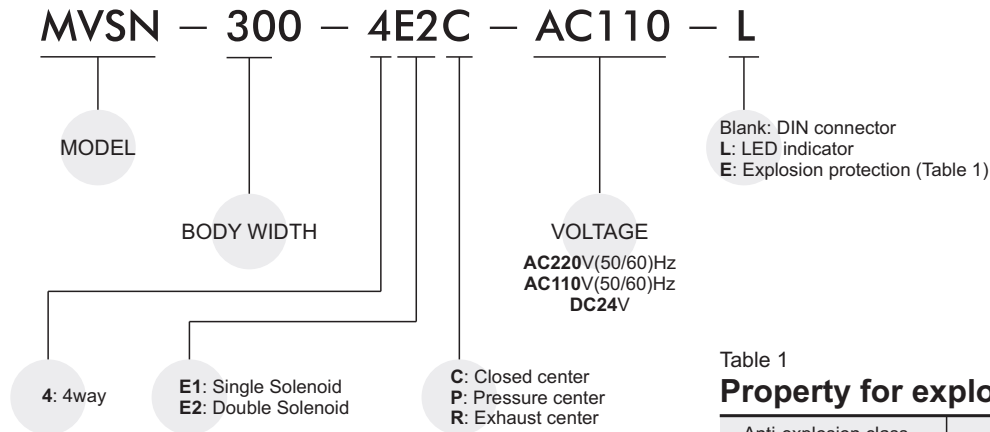 MVSN — 300 — 4E2C — AC110 — L
MODEL
Blank: DIN connector
L: LED indicator
E: Explosion protection (Table 1)
BODY WIDTH
VOLTAGE
AC220V(50/60)Hz
AC110V(50/60)Hz
DC24V
4: 4way
E1: Single Solenoid
E2: Double Solenoid
C: Closed center
P: Pressure center
R: Exhaust center
Table 1
Property for explo
Anti-explosion class